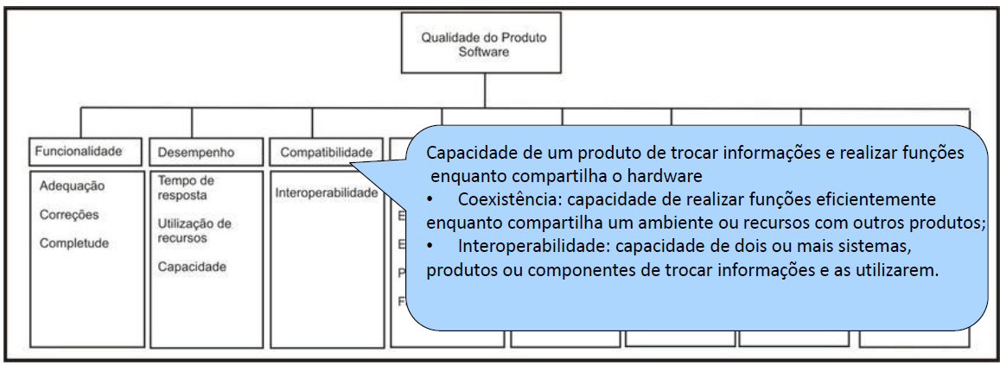 Qualidade do Produto
Software
Funcionalidade
Adequação
Correções
Completude
Desempenho
Tempo de
resposta
Utilização de
recursos
Capacidade
Compatibilidade
Interoperabilidade
Capacidade de um produto de trocar informações e realizar funções
enquanto compartilha o hardware
• Coexistência: capacidade de realizar funções eficientemente
enquanto compartilha um ambiente ou recursos com outros produtos;
• Interoperabilidade: capacidade de dois ou mais sistemas,
produtos ou componentes de trocar informações e as utilizarem.